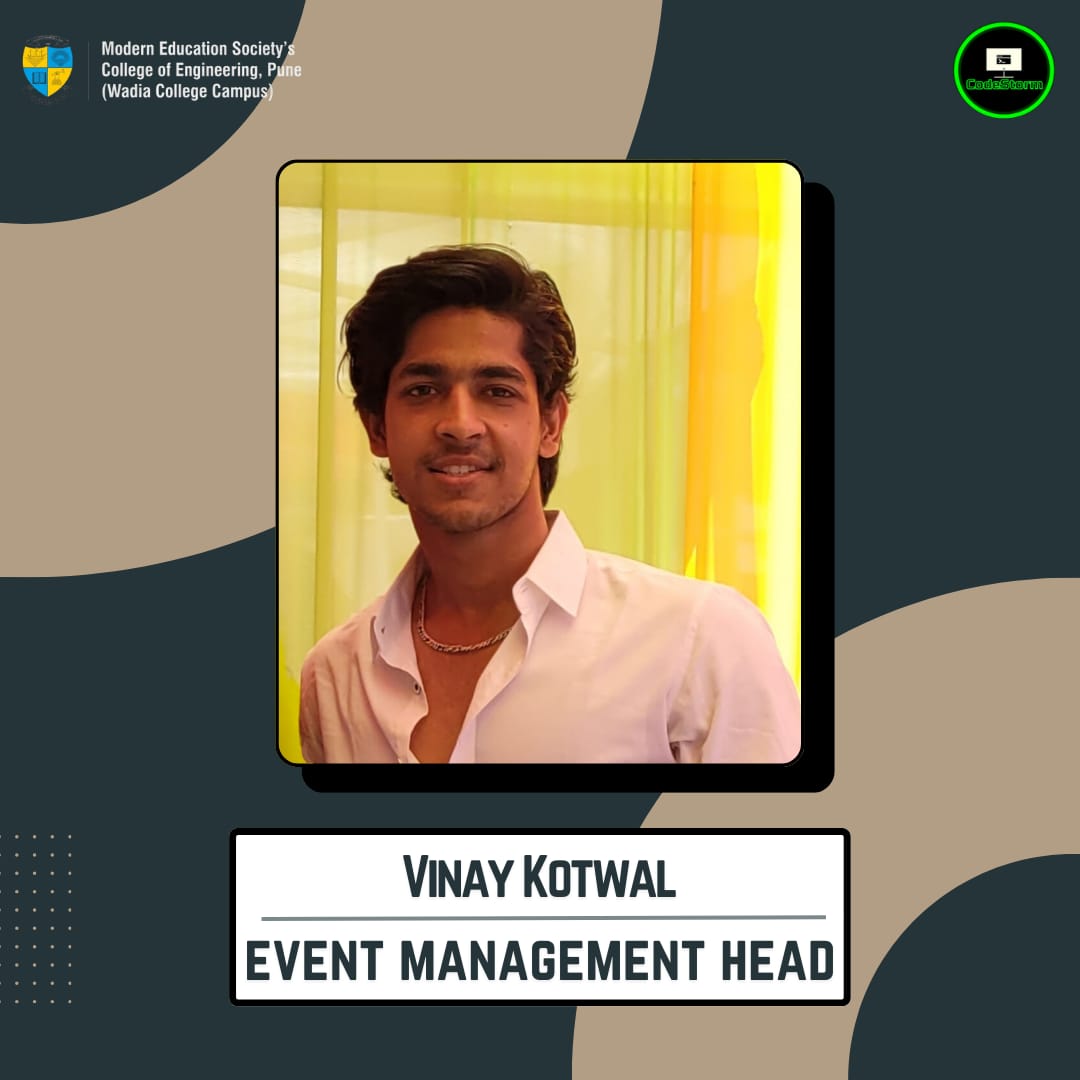 Modern Education Society's
College of Engineering, Pune
(Wadia College Campus)
CodeStorm
VINAY KOTWAL
EVENT MANAGEMENT HEAD